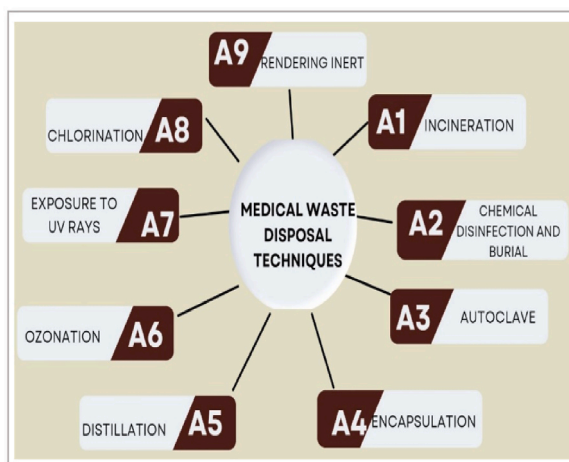 A9 RENDERING INERT
A1 INCINERATION
A2 CHEMICAL
DISINFECTION AND
BURIAL
A3 AUTOCLAVE
A4 ENCAPSULATION
DISTILLATION A5
OZONATION A6
EXPOSURE TO
UV RAYS A7
CHLORINATION A8
MEDICAL WASTE
DISPOSAL
TECHNIQUES